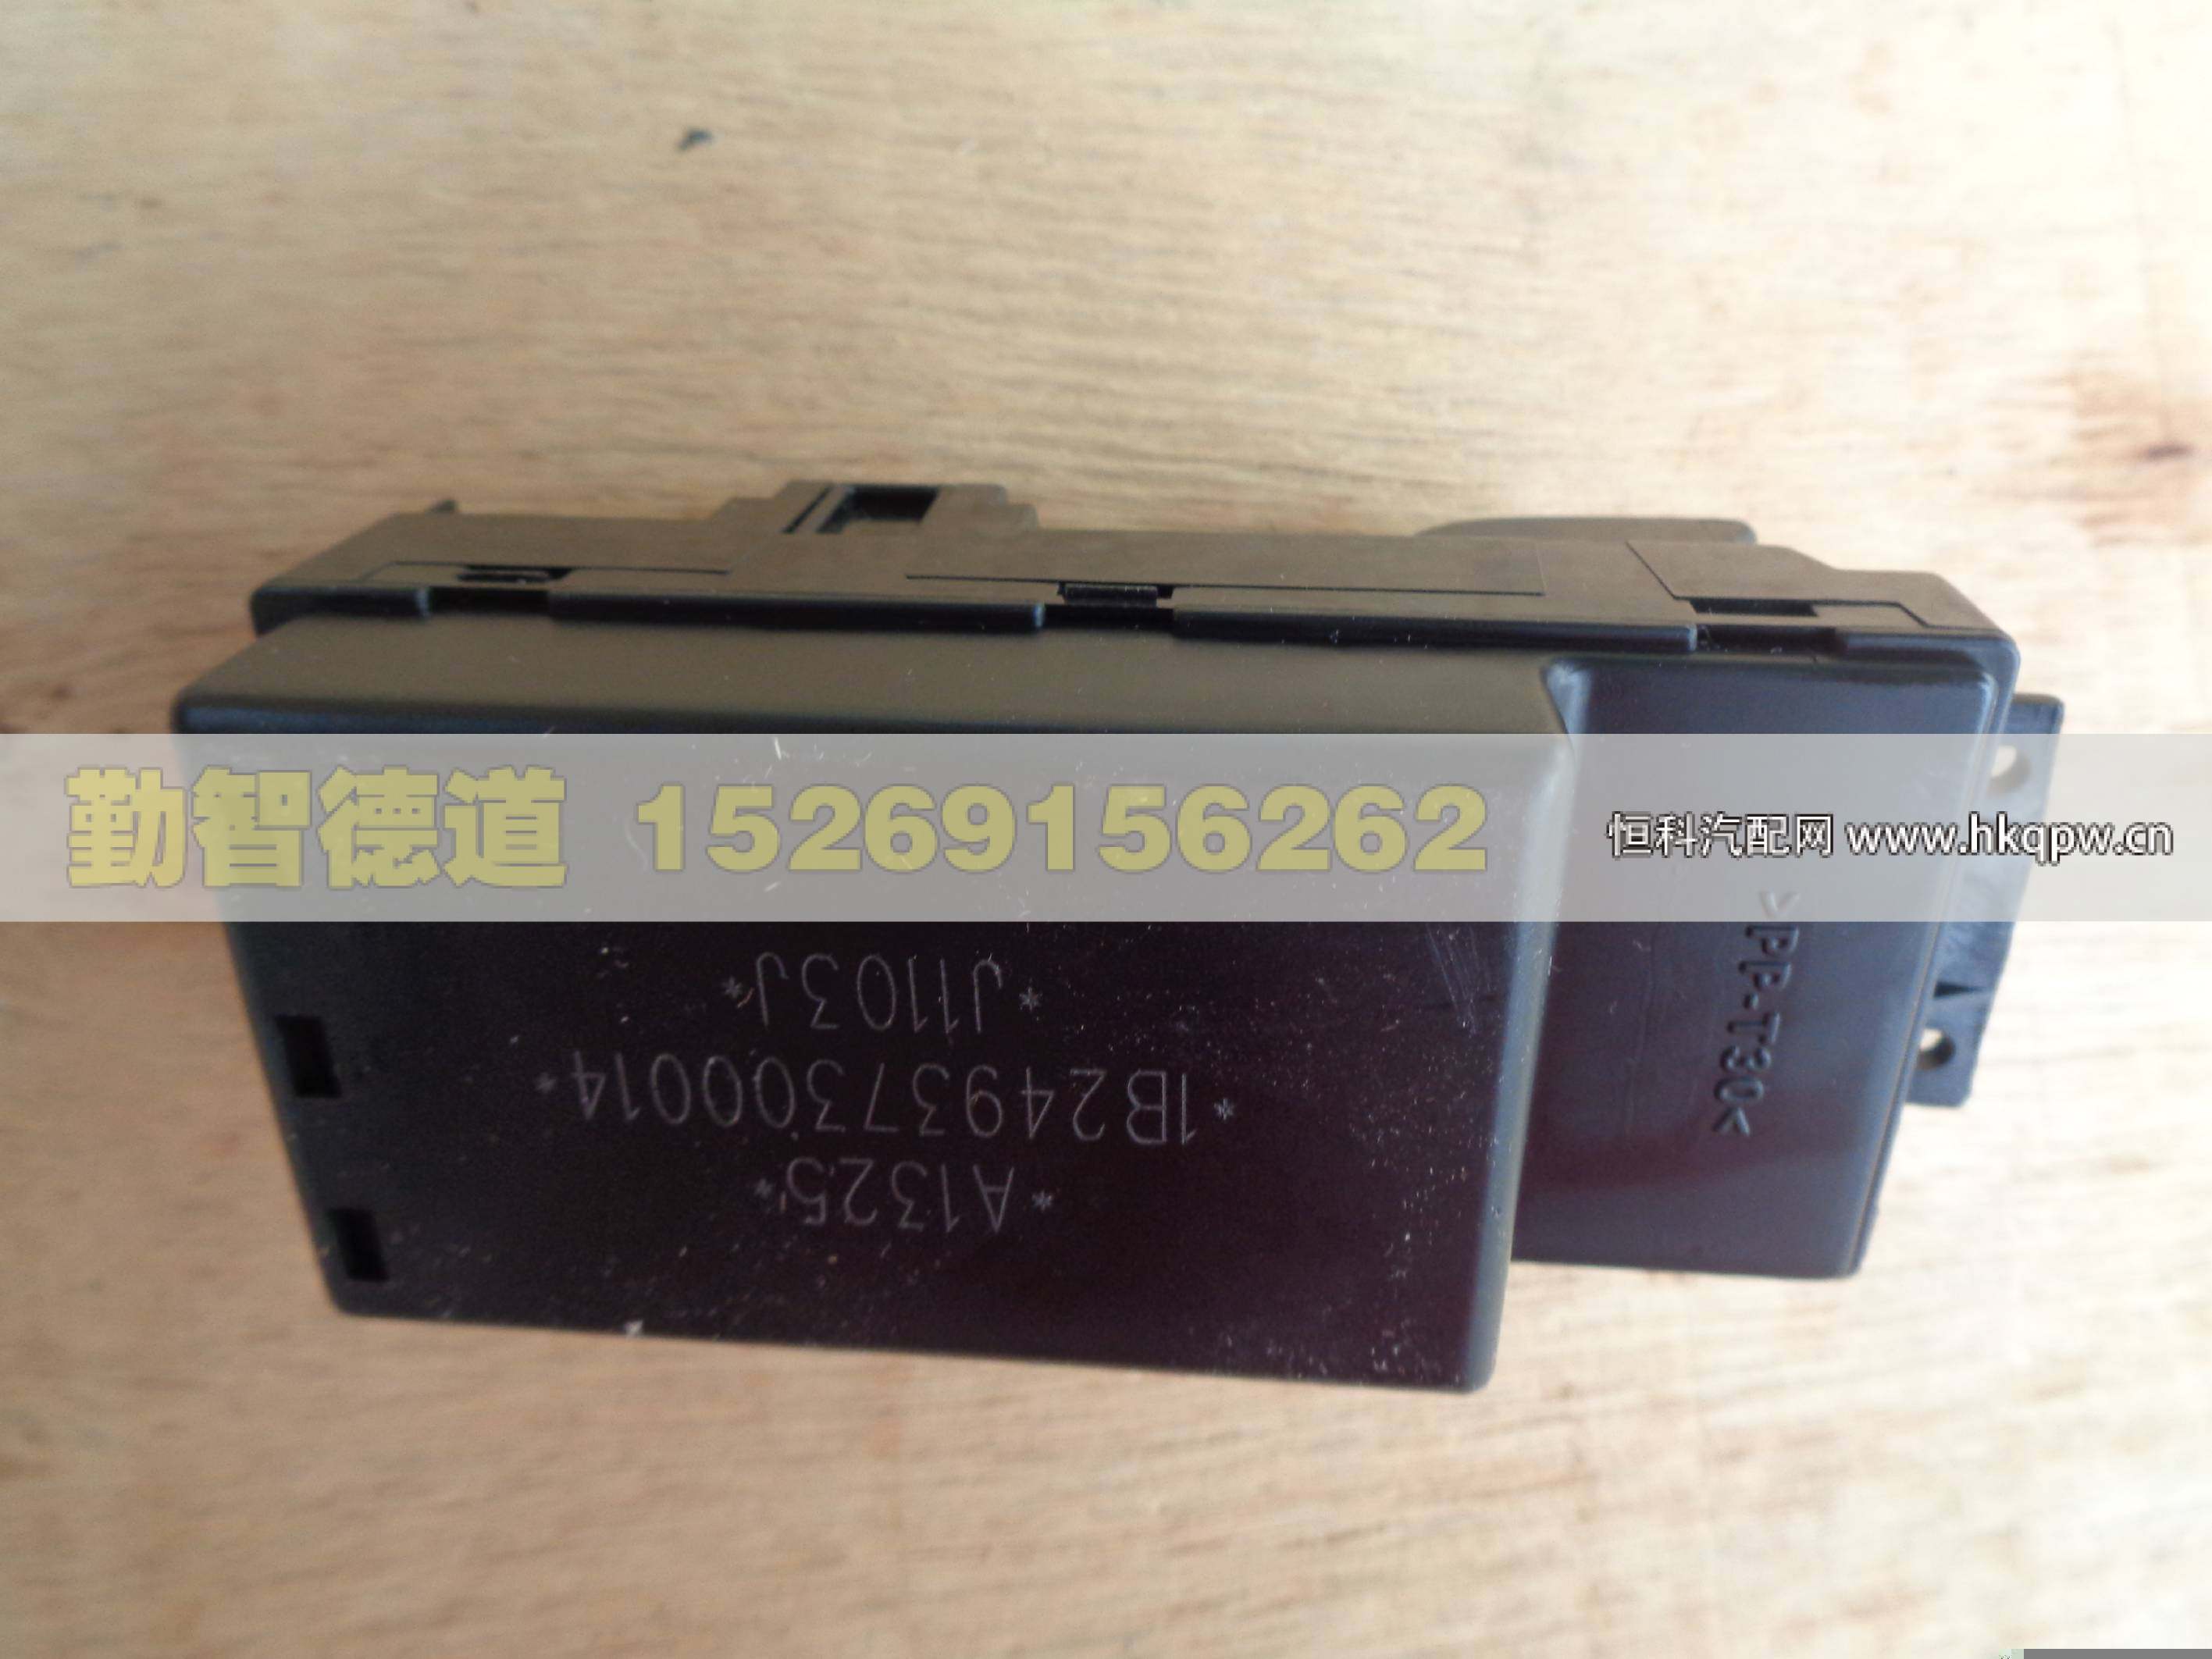 勤智德道 15269156262
恒科汽配网 www.hkqpw.cn
>PP-T30<
*A1325*
*1B24937300014*
*J1103J*